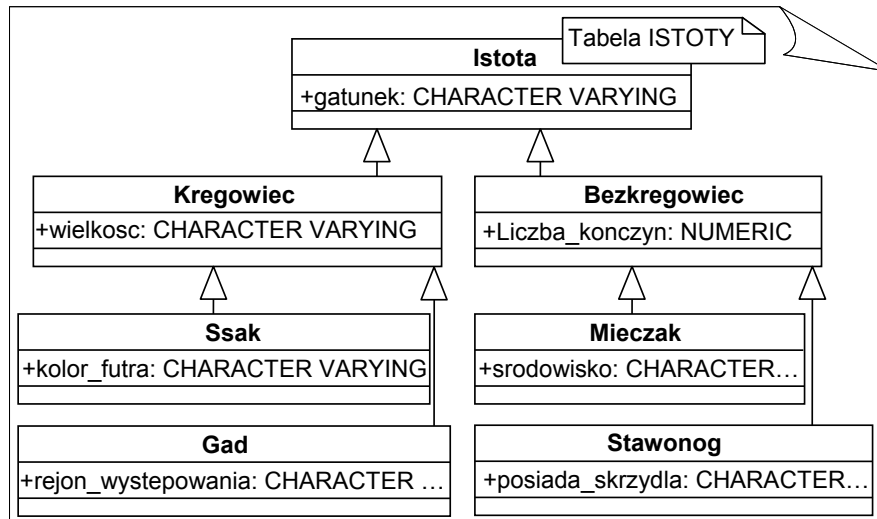 Tabela ISTOTY
Istota
+gatunek: CHARACTER VARYING
Kregowiec
+wielkosc: CHARACTER VARYING
Bezkregowiec
+Liczba_konczyn: NUMERIC
Ssak
+kolor_futra: CHARACTER VARYING
Mieczak
+srodowisko: CHARACTER…
Gad
+rejon_wystepowania: CHARACTER …
Stawonog
+posiada_skrzydla: CHARACTER…